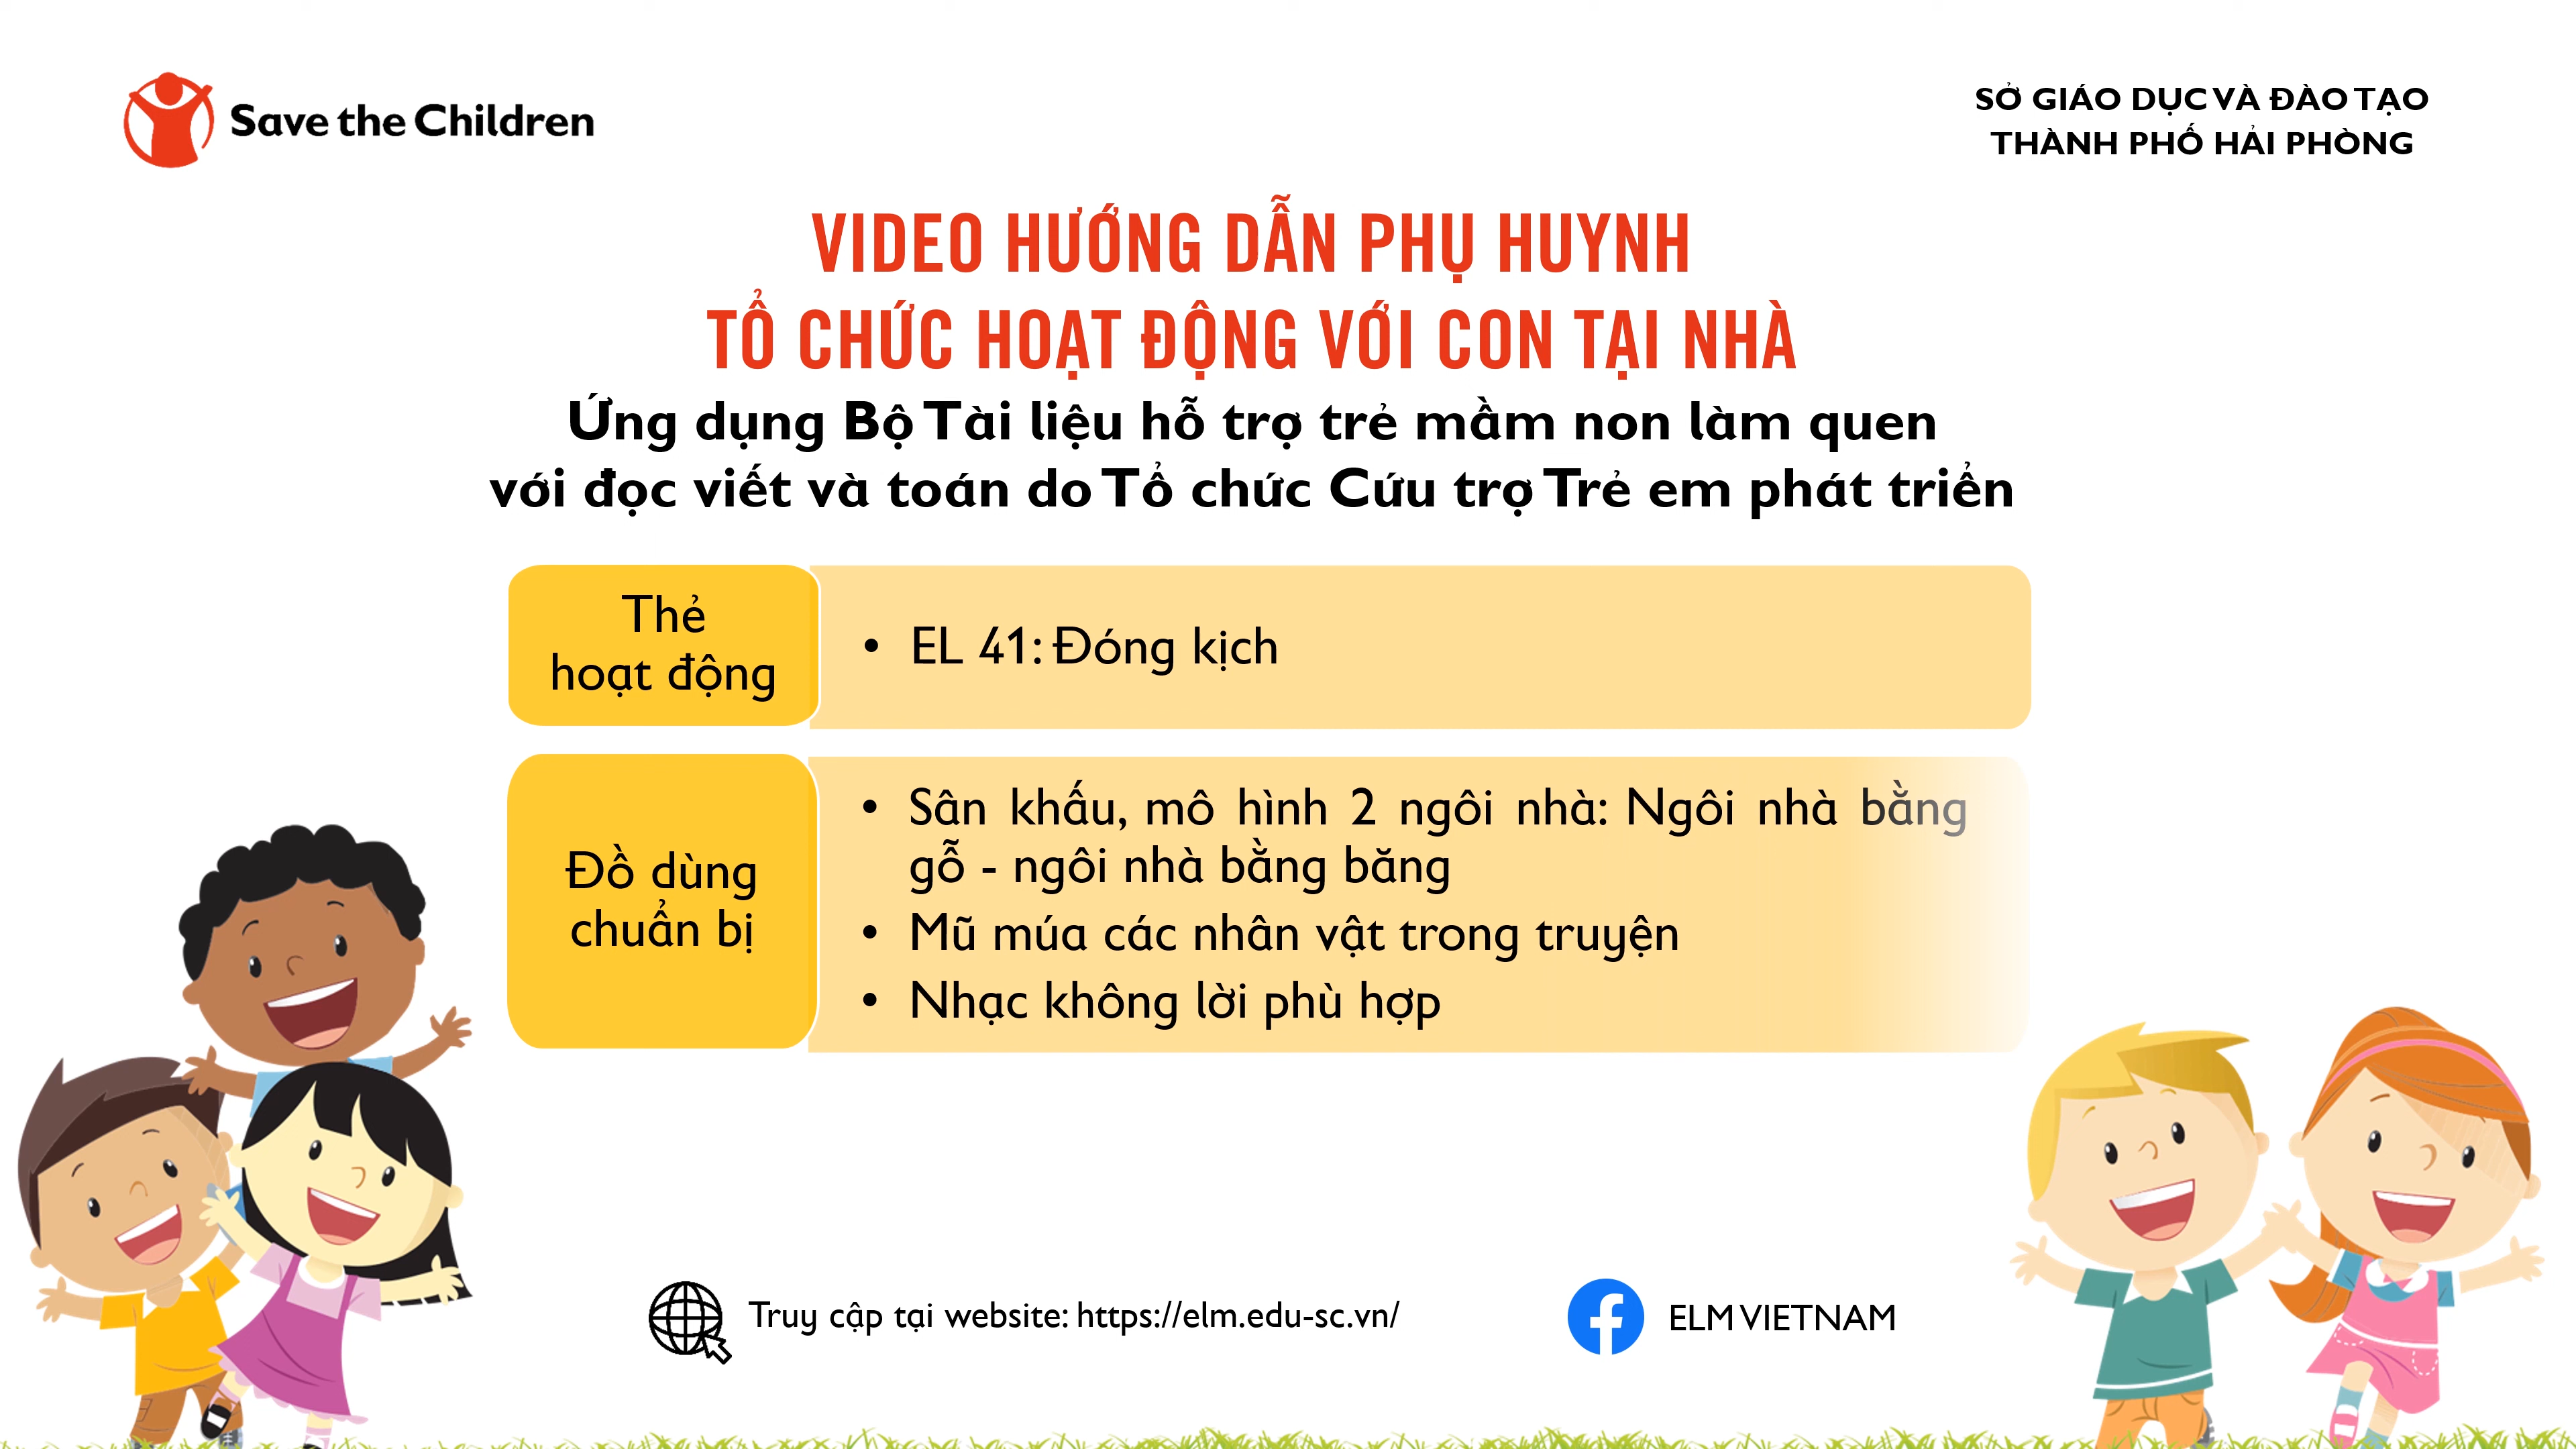 Save the Children
SỞ GIÁO DỤC VÀ ĐÀO TẠO
THÀNH PHỐ HẢI PHÒNG
VIDEO HƯỚNG DẪN PHỤ HUYNH
TỔ CHỨC HOẠT ĐỘNG VỚI CON TẠI NHÀ
Ứng dụng Bộ Tài liệu hỗ trợ trẻ mầm non làm quen
với đọc viết và toán do Tổ chức Cứu trợ Trẻ em phát triển
Thẻ
hoạt động
• EL 41: Đóng kịch
Đồ dùng
chuẩn bị
• Sân khấu, mô hình 2 ngôi nhà: Ngôi nhà bằng
gỗ - ngôi nhà bằng băng
• Mũ múa các nhân vật trong truyện
• Nhạc không lời phù hợp
Truy cập tại website: https://elm.edu-sc.vn/
ELM VIETNAM